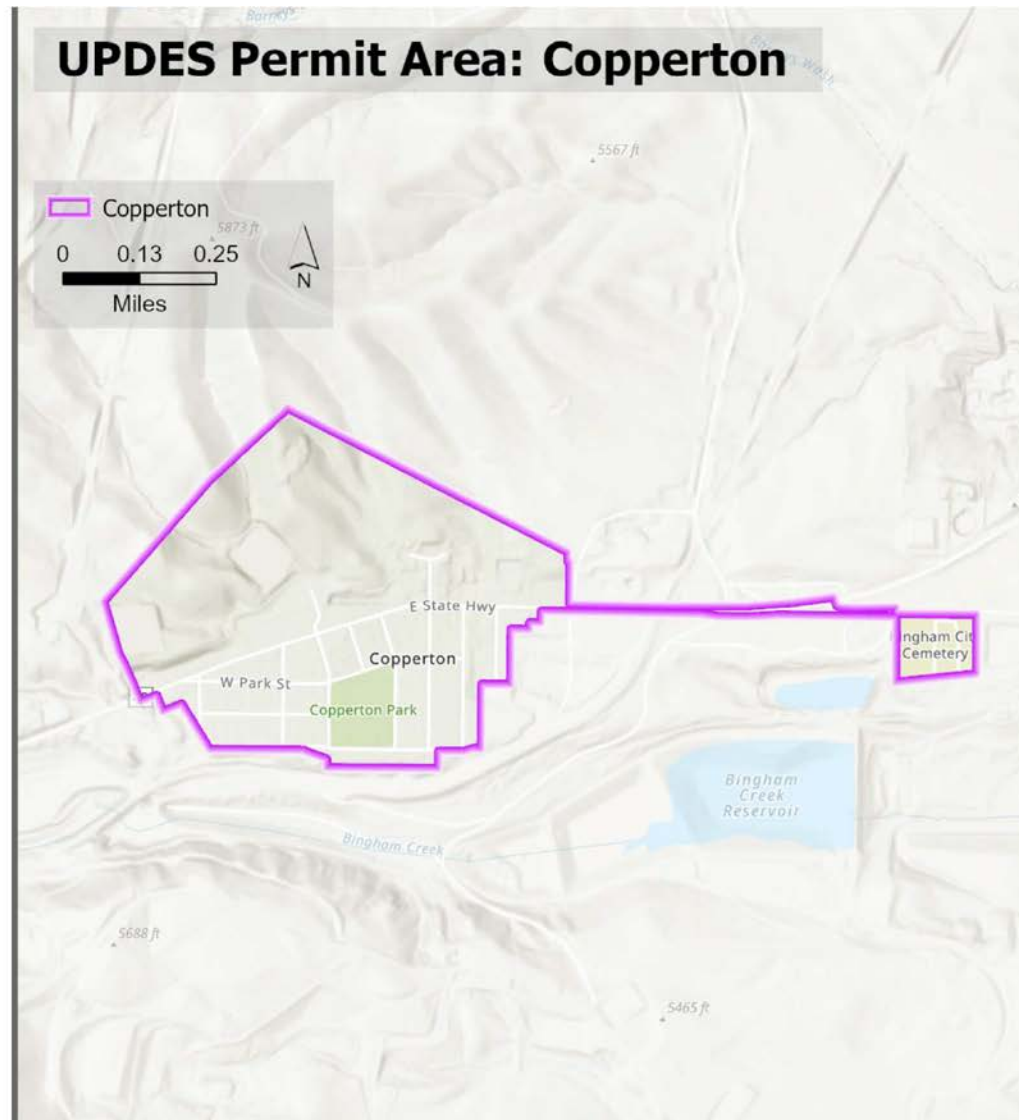 UPDES Permit Area: Copperton
5567 ft
Copperton
5873 ft
0 0.13 0.25
Miles
N
E State Hwy
Copperton
W Park St
Copperton Park
ngham Cit
Cemetery
Bingham
Creek
Reservoir
Bingham Creek
5688 ft
5465 ft